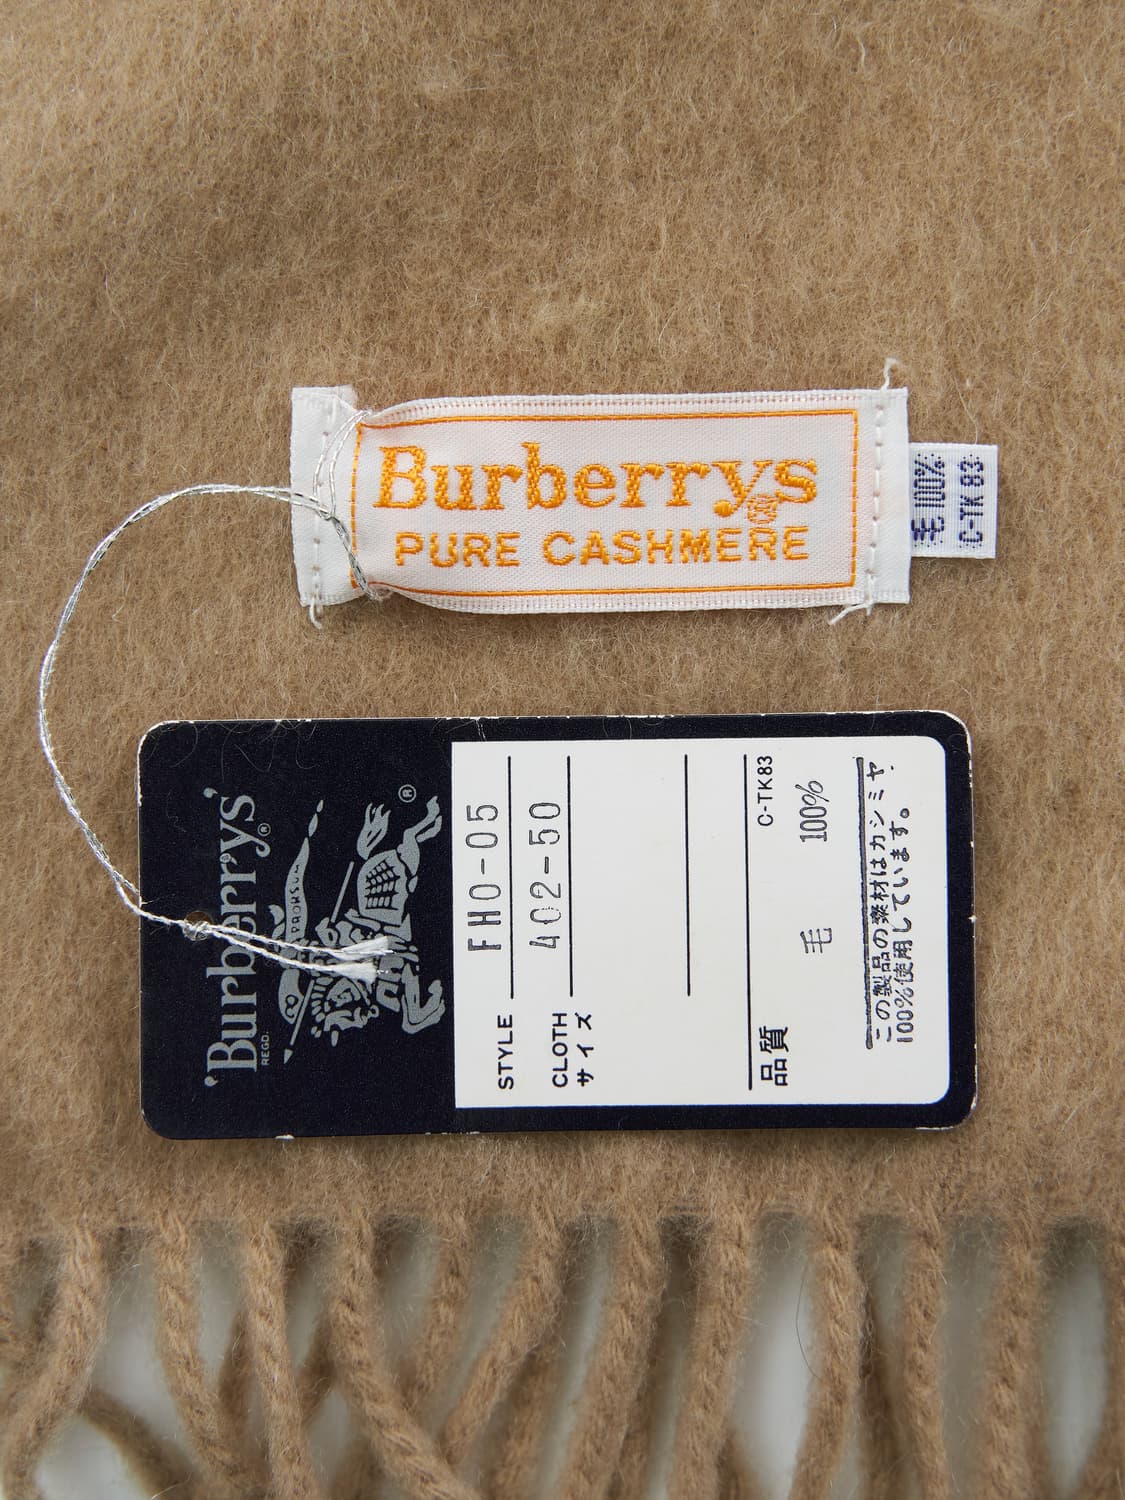 Burberrys
®
PURE CASHMERE
毛 100%
C-TK 83
'Burberrys'
®
REGD.
PRORSUM
®
STYLE FHO-05
CLOTH 402-50
サイズ
品質
C-TK83
毛 100%
この製品の素材はカシミヤ
100%使用しています。